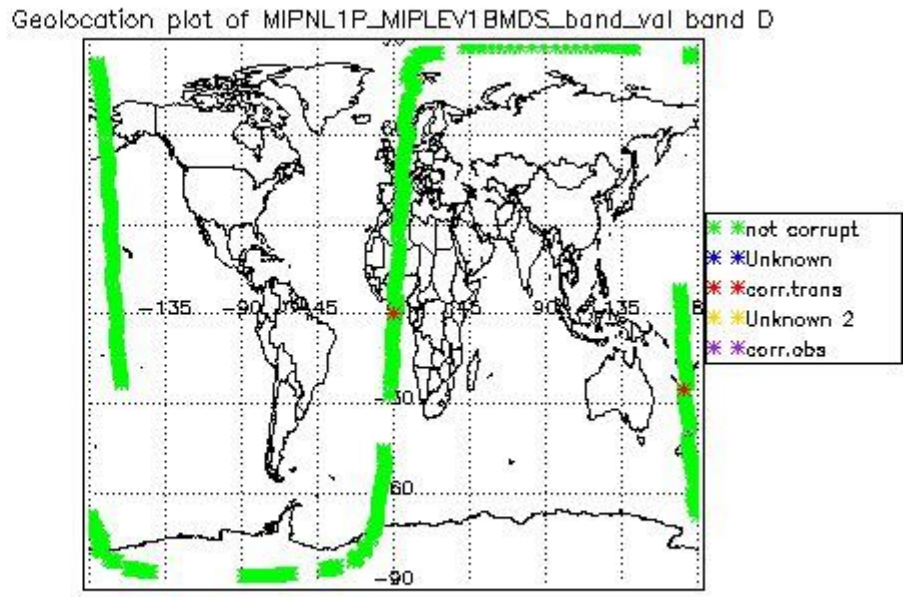 Geolocation plot of MIPNL1P_MIPLEV1BMDS_band_val band D
not corrupt
Unknown
corr.trans
Unknown 2
corr.obs
-135
-90
45
90
135
-30
-60
-90